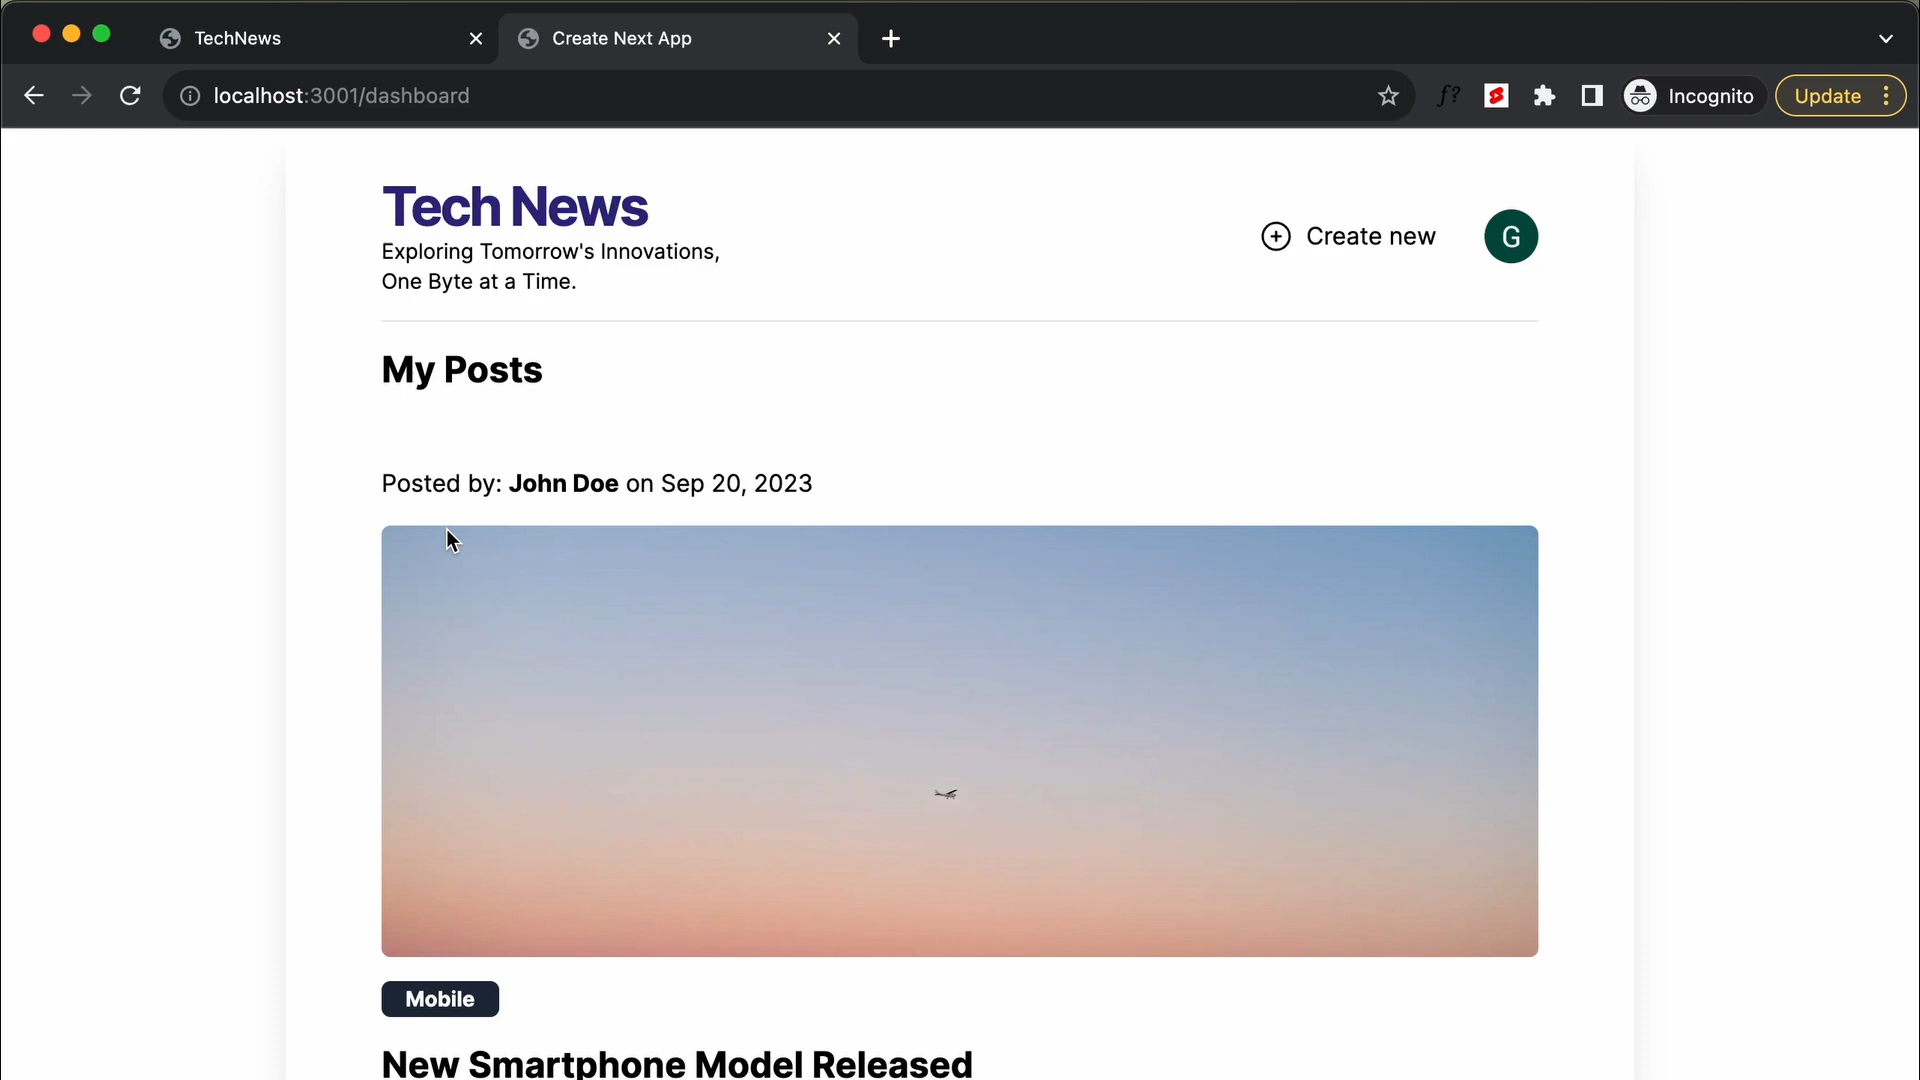 TechNews
Create Next App
localhost:3001/dashboard
f?
Incognito
Update
Tech News
Exploring Tomorrow's Innovations,
One Byte at a Time.
Create new
G
My Posts
Posted by: John Doe on Sep 20, 2023
Mobile
New Smartphone Model Released